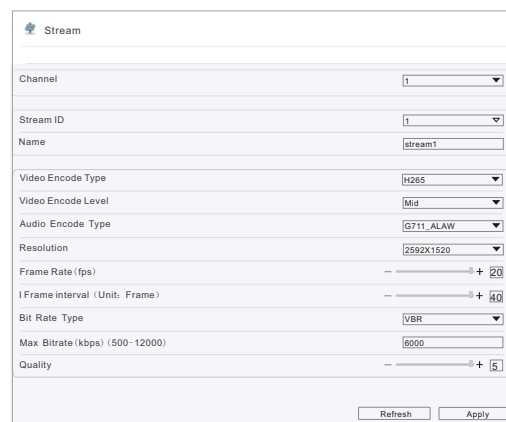 Stream
Channel 1
Stream ID 1
Name stream1
Video Encode Type H265
Video Encode Level Mid
Audio Encode Type G711_ALAW
Resolution 2592X1520
Frame Rate(fps) − + 20
I Frame interval（Unit：Frame） − + 40
Bit Rate Type VBR
Max Bitrate(kbps) (500-12000) 6000
Quality − + 5
Refresh Apply